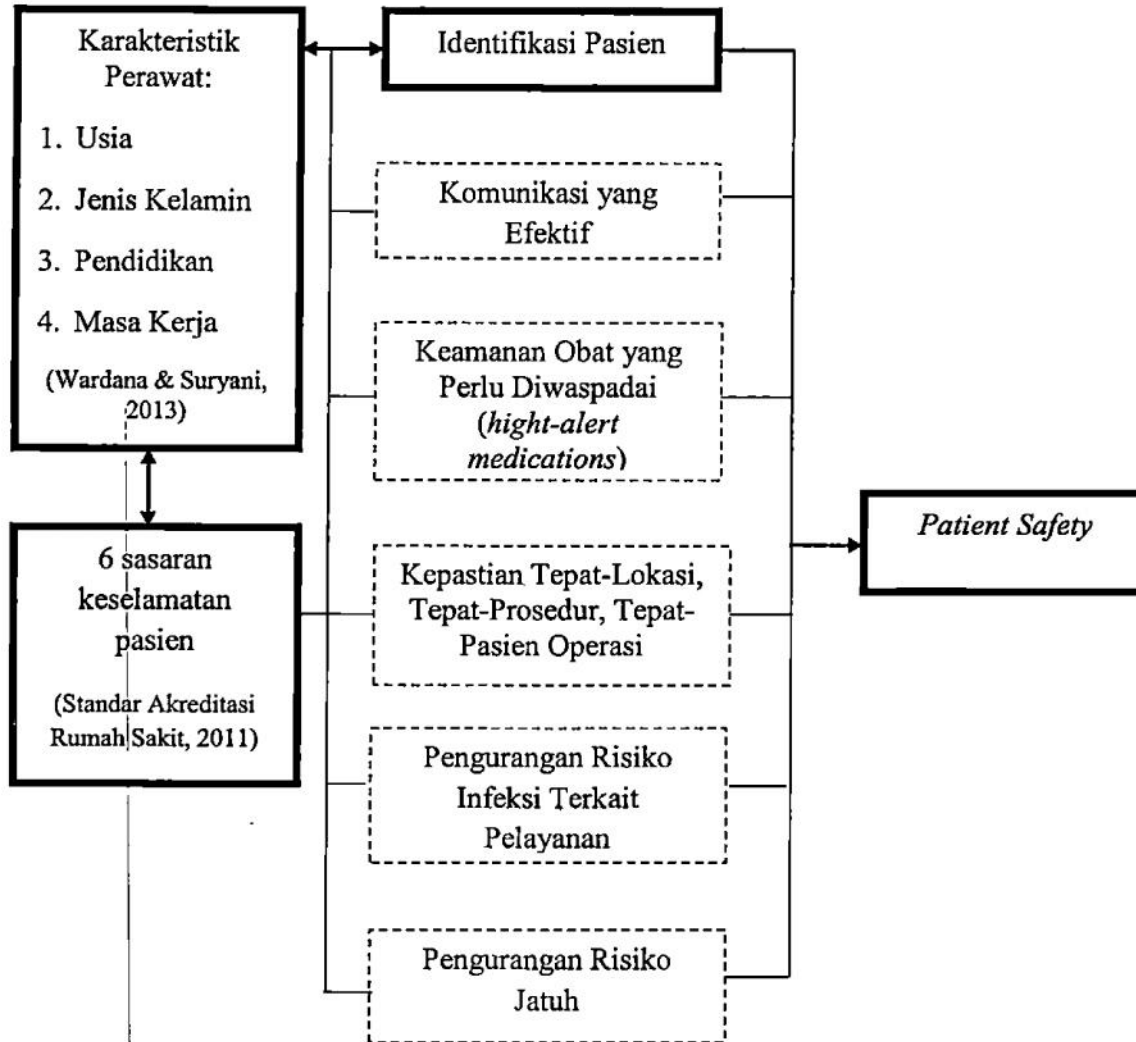 Karakteristik
Perawat:
1. Usia
2. Jenis Kelamin
3. Pendidikan
4. Masa Kerja
(Wardana & Suryani,
2013)
6 sasaran
keselamatan
pasien
(Standar Akreditasi
Rumah Sakit, 2011)
Identifikasi Pasien
Komunikasi yang
Efektif
Keamanan Obat yang
Perlu Diwaspadai
(hight-alert
medications)
Kepastian Tepat-Lokasi,
Tepat-Prosedur, Tepat-
Pasien Operasi
Pengurangan Risiko
Infeksi Terkait
Pelayanan
Pengurangan Risiko
Jatuh
Patient Safety